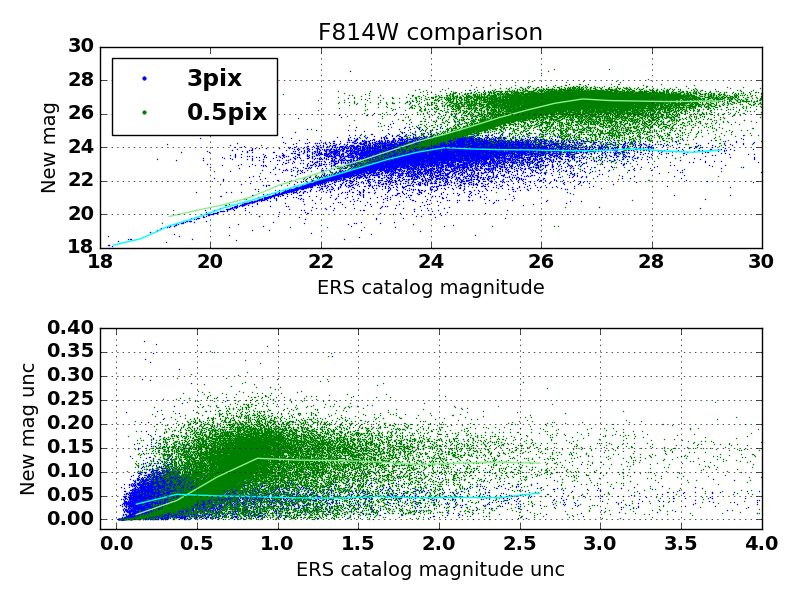 F814W comparison
30
28
26
24
22
20
18
New mag
3pix
0.5pix
18 20 22 24 26 28 30
ERS catalog magnitude
0.40
0.35
0.30
0.25
0.20
0.15
0.10
0.05
0.00
New mag unc
0.0 0.5 1.0 1.5 2.0 2.5 3.0 3.5 4.0
ERS catalog magnitude unc